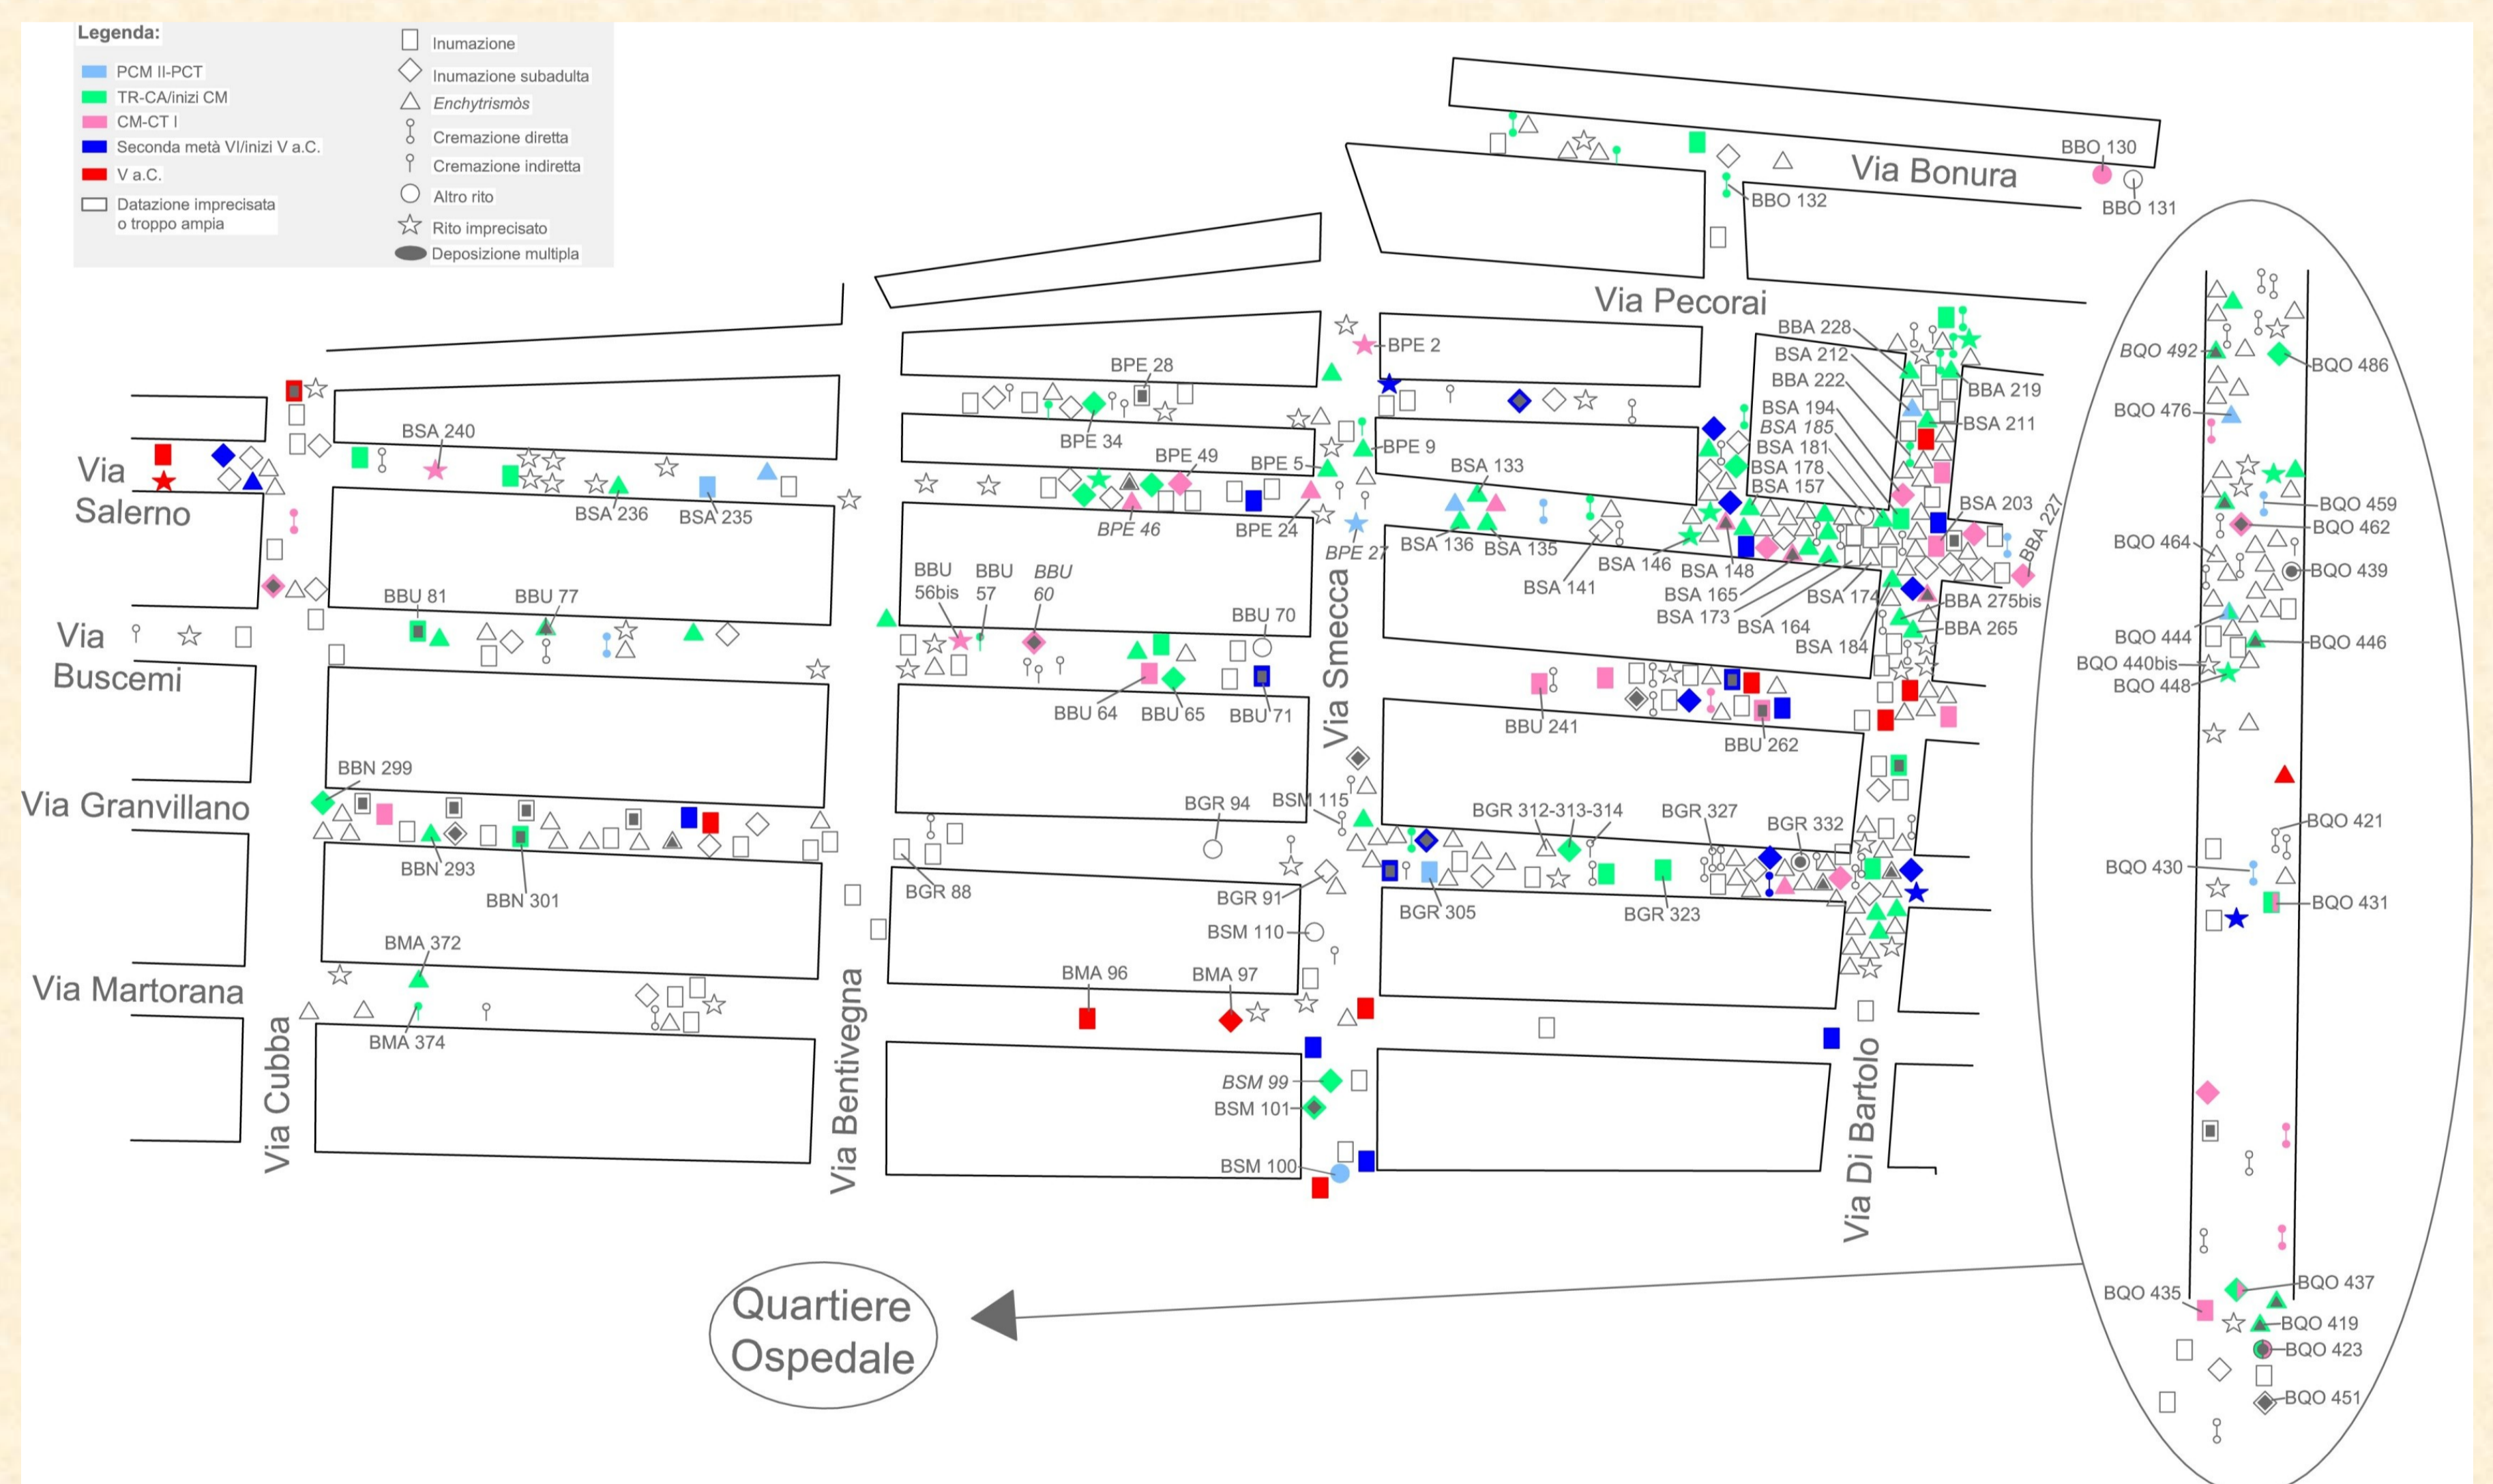 Legenda:
PCM II-PCT
TR-CA/inizi CM
CM-CT I
Seconda metà VI/inizi V a.C.
V a.C.
Datazione imprecisata
o troppo ampia
Inumazione
Inumazione subadulta
Enchytrismòs
Cremazione diretta
Cremazione indiretta
Altro rito
Rito imprecisato
Deposizione multipla
BBO 130
Via Bonura
BBO 132
BBO 131
Via Pecorai
BPE 2
BPE 28
BPE 34
BPE 9
BPE 49
BPE 5
BPE 46
BPE 24
BPE 27
BBA 228
BSA 212
BBA 222
BBA 219
BSA 194
BSA 185
BSA 211
BSA 181
BSA 178
BSA 157
BSA 133
BSA 203
BBA 227
BSA 136
BSA 135
BSA 141
BSA 146
BSA 148
BSA 165
BSA 173
BSA 164
BSA 174
BSA 184
BBA 275bis
BBA 265
BSA 240
Via
Salerno
BSA 236
BSA 235
Via
Buscemi
BBU 81
BBU 77
BBU
56bis
BBU
57
BBU
60
BBU 70
BBU 64
BBU 65
BBU 71
BBU 241
BBU 262
Via Smecca
Via Granvillano
BBN 299
BBN 293
BBN 301
BGR 94
BSM 115
BGR 312-313-314
BGR 327
BGR 332
BGR 88
BGR 91
BGR 305
BGR 323
BSM 110
BMA 372
BMA 96
BMA 97
Via Martorana
BMA 374
BSM 99
BSM 101
BSM 100
Via Cubba
Via Bentivegna
Via Di Bartolo
Quartiere
Ospedale
BQO 492
BQO 486
BQO 476
BQO 459
BQO 462
BQO 464
BQO 439
BQO 444
BQO 446
BQO 440bis
BQO 448
BQO 421
BQO 430
BQO 431
BQO 437
BQO 435
BQO 419
BQO 423
BQO 451